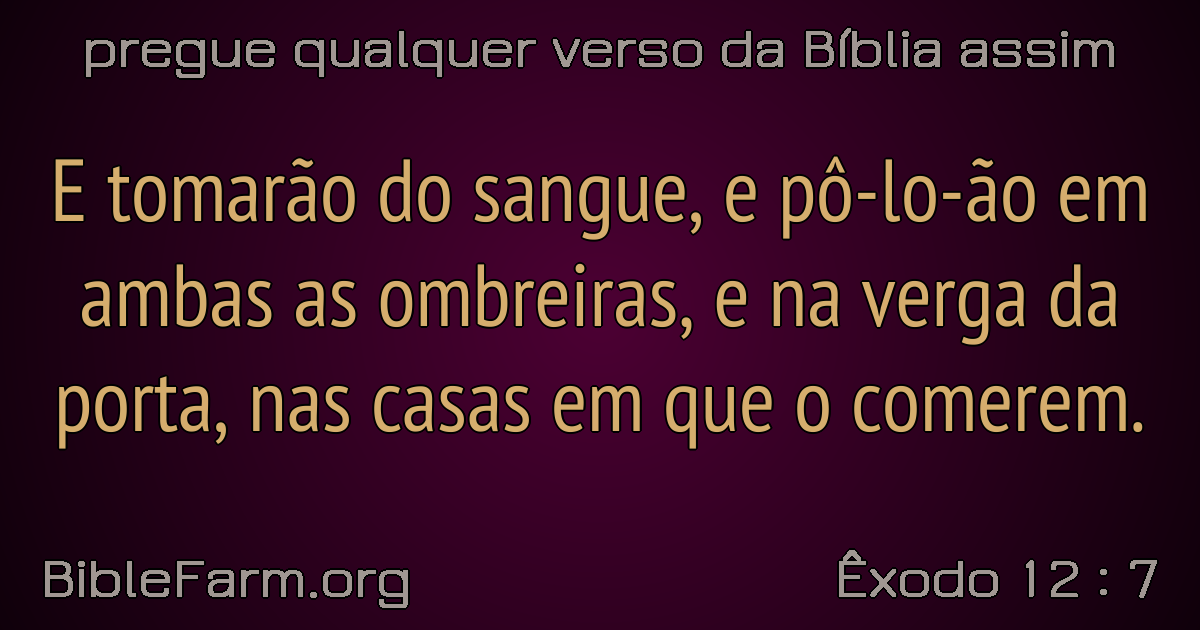 pregue qualquer verso da Bíblia assim
E tomarão do sangue, e pô-lo-ão em
ambas as ombreiras, e na verga da
porta, nas casas em que o comerem.
BibleFarm.org
Êxodo 12 : 7